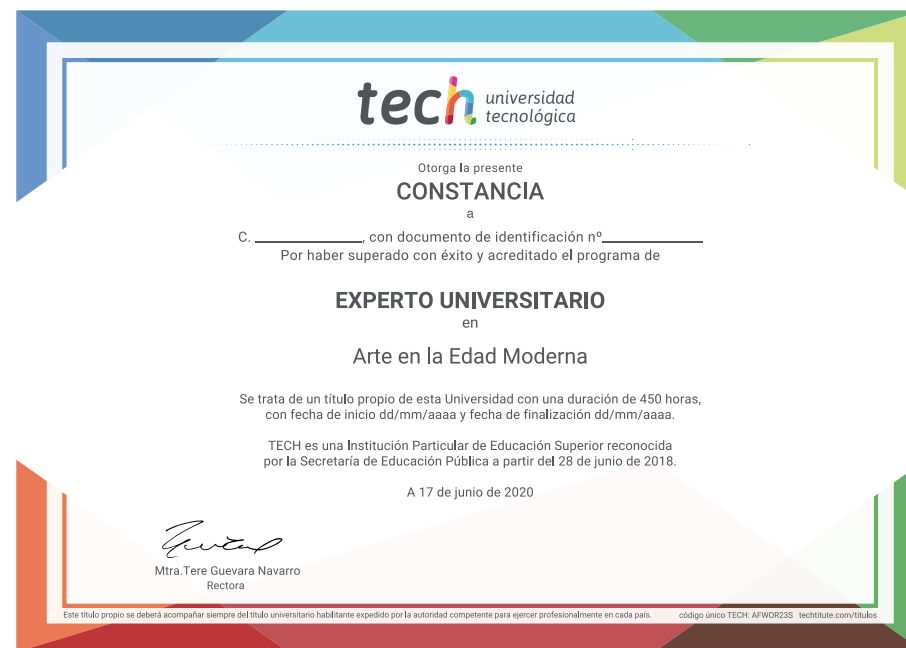 tech universidad
tecnológica
Otorga la presente
CONSTANCIA
a
C. ____________, con documento de identificación nº____________
Por haber superado con éxito y acreditado el programa de
EXPERTO UNIVERSITARIO
en
Arte en la Edad Moderna
Se trata de un título propio de esta Universidad con una duración de 450 horas,
con fecha de inicio dd/mm/aaaa y fecha de finalización dd/mm/aaaa.
TECH es una Institución Particular de Educación Superior reconocida
por la Secretaría de Educación Pública a partir del 28 de junio de 2018.
A 17 de junio de 2020
Mtra.Tere Guevara Navarro
Rectora
Este título propio se deberá acompañar siempre del título universitario habilitante expedido por la autoridad competente para ejercer profesionalmente en cada país. código único TECH: AFWOR23S techtitute.com/títulos